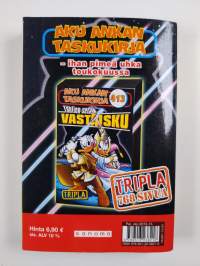 AKU ANKAN
TASKUKIRJA
– Ihan pimeä uhka
toukokuussa
AKU ANKAN
TASKUKIRJA 413
VASTAISKU
TRIPLA
TRIPLA
768 SIVUA
Hinta 6,90 €
sis. ALV 10 %
sanoma